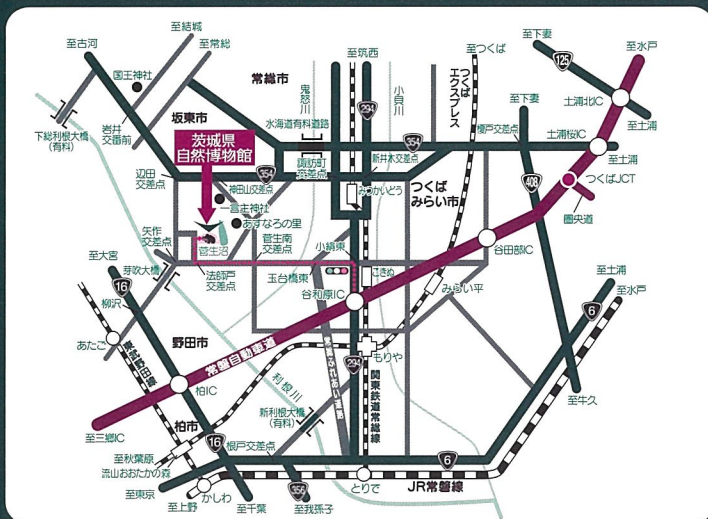 至結城
至古河
至常総
国王神社
常総市
至筑西
至つくば
至下妻
125
至水戸
つくば
エクスプレス
鬼怒川
小貝川
坂東市
294
土浦北IC
至下妻
下総利根大橋
(有料)
岩井
交番前
水海道有料道路
354
榎戸交差点
土浦桜IC
至土浦
茨城県
自然博物館
諏訪町
交差点
新井木交差点
至土浦
辺田
交差点
354
神田山交差点
みつかいどう
つくば
みらい市
408
つくばJCT
一言主神社
圏央道
あすなろの里
矢作
交差点
菅生沼
菅生南
交差点
小絹東
谷田部IC
至大宮
芽吹大橋
法師戸
交差点
玉台橋東
こきぬ
至土浦
16
柳沢
谷和原IC
みらい平
至水戸
6
あたご
野田市
常磐自動車道
東武野田線
常総ふれあい道路
294
もりや
柏IC
利根川
関東鉄道常総線
至牛久
至三郷IC
柏市
新利根大橋
(有料)
16
根戸交差点
至秋葉原
流山おおたかの森
6
至東京
かしわ
356
とりで
JR常磐線
至上野
至千葉
至我孫子